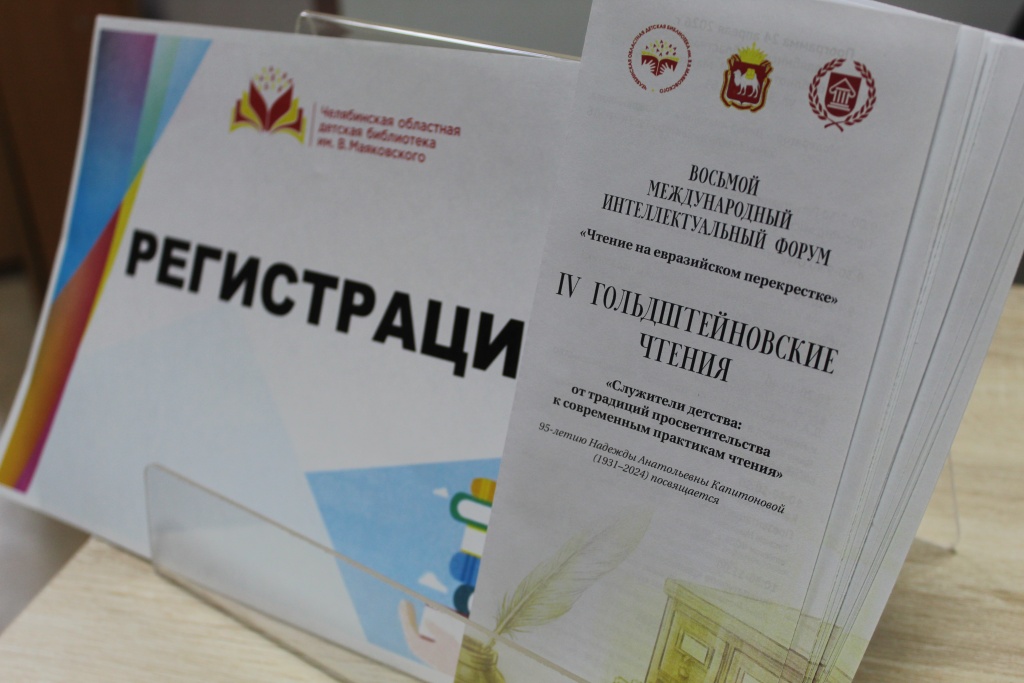 Челябинская областная
детская библиотека
им. В.Маяковского
РЕГИСТРАЦИ
ВОСЬМОЙ
МЕЖДУНАРОДНЫЙ
ИНТЕЛЛЕКТУАЛЬНЫЙ ФОРУМ
«Чтение на евразийском перекрестке»
IV ГОЛЬДШТЕЙНОВСКИЕ
ЧТЕНИЯ
«Служители детства:
от традиций просветительства
к современным практикам чтения»
95-летию Надежды Анатольевны Капитоновой
(1931–2024) посвящается